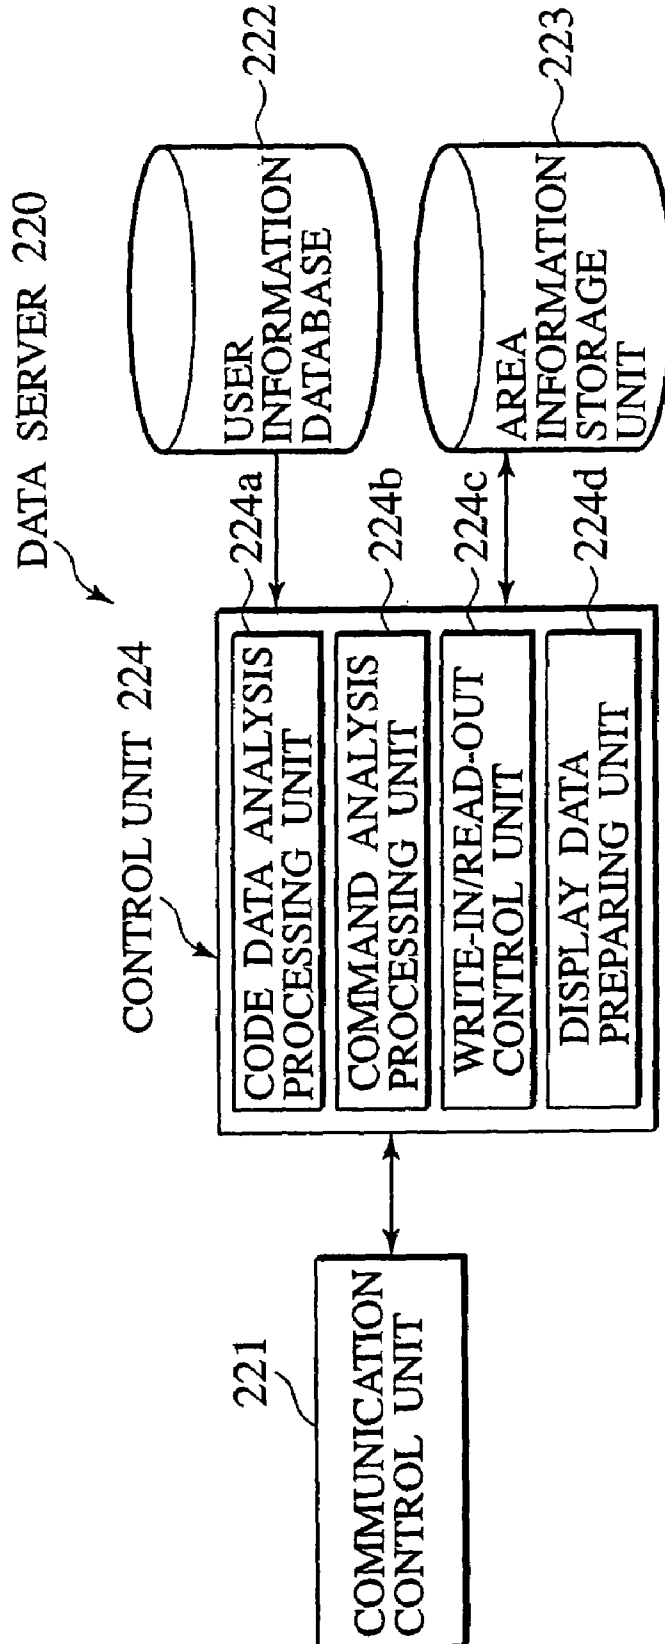 DATA SERVER 220
CONTROL UNIT 224
221
COMMUNICATION
CONTROL UNIT
CODE DATA ANALYSIS
PROCESSING UNIT
224a
COMMAND ANALYSIS
PROCESSING UNIT
224b
WRITE-IN/READ-OUT
CONTROL UNIT
224c
DISPLAY DATA
PREPARING UNIT
224d
USER
INFORMATION
DATABASE
222
AREA
INFORMATION
STORAGE
UNIT
223